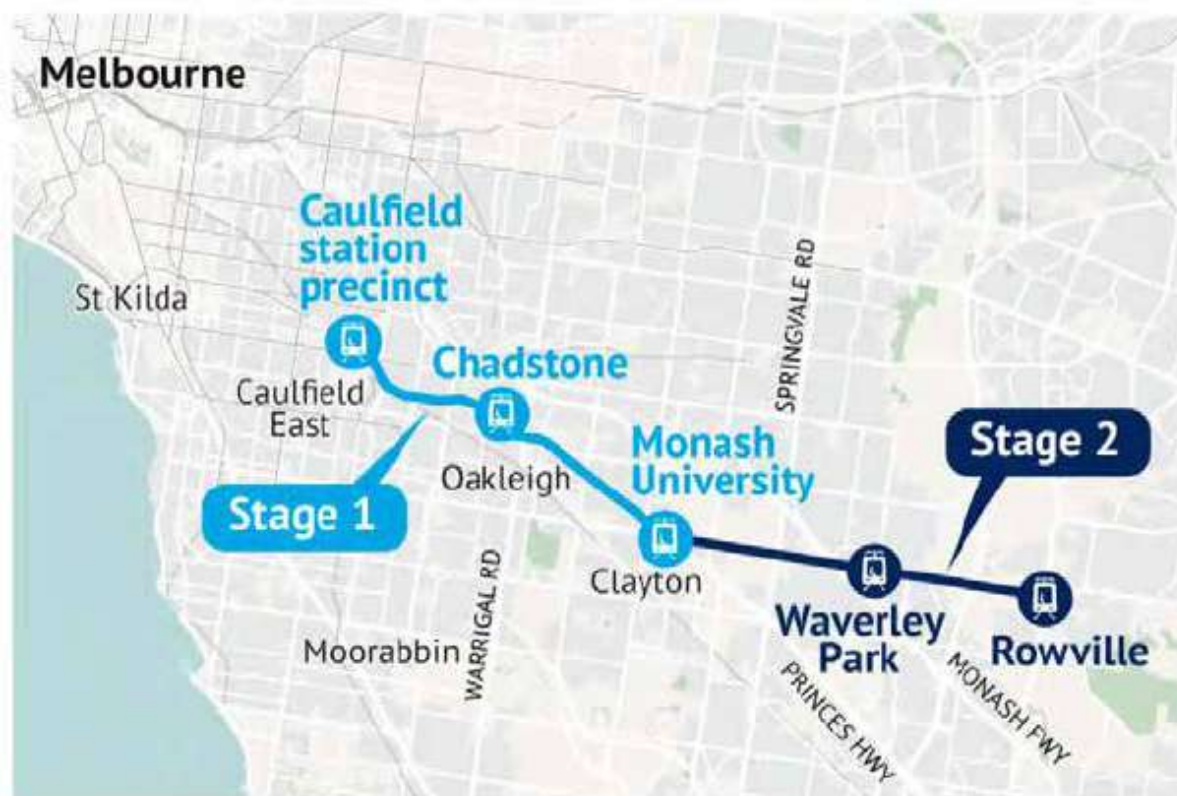 Melbourne
Caulfield
station
precinct
St Kilda
SPRINGVALE RD
Chadstone
Caulfield
East
Stage 2
Monash
University
Oakleigh
Stage 1
Clayton
WARRIGAL RD
Waverley
Park
Rowville
Moorabbin
PRINCES HWY
MONASH FWY